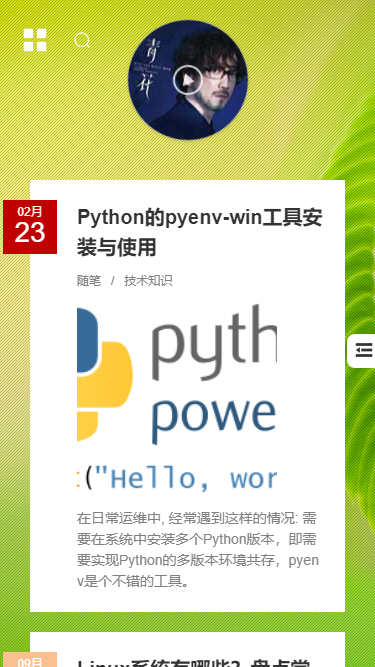 青
花
02月
23
Python的pyenv-win工具安
装与使用
随笔 / 技术知识
pyth
powe
("Hello, wor
在日常运维中, 经常遇到这样的情况: 需
要在系统中安装多个Python版本，即需
要实现Python的多版本环境共存，pyen
v是个不错的工具。
09月
Linux系统有哪些？盘点常